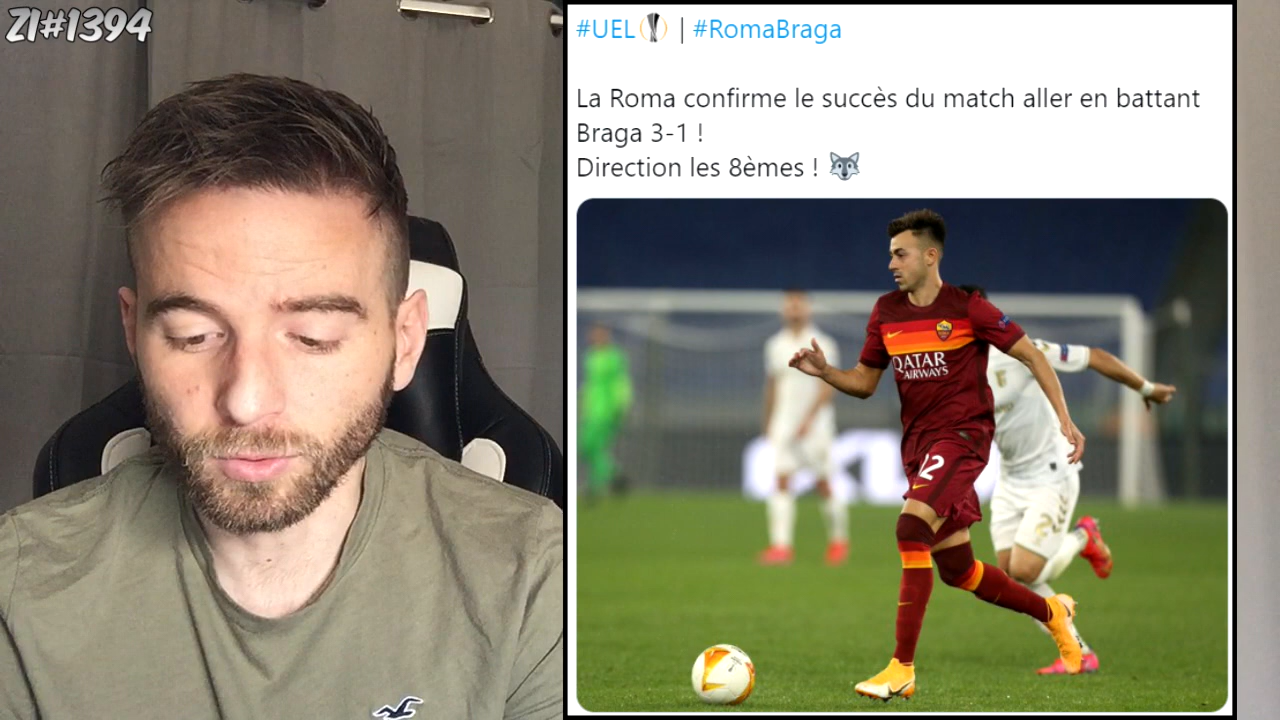 ZI#1394
#UEL | #RomaBraga
La Roma confirme le succès du match aller en battant
Braga 3-1 !
Direction les 8èmes !
QATAR
AIRWAYS
12